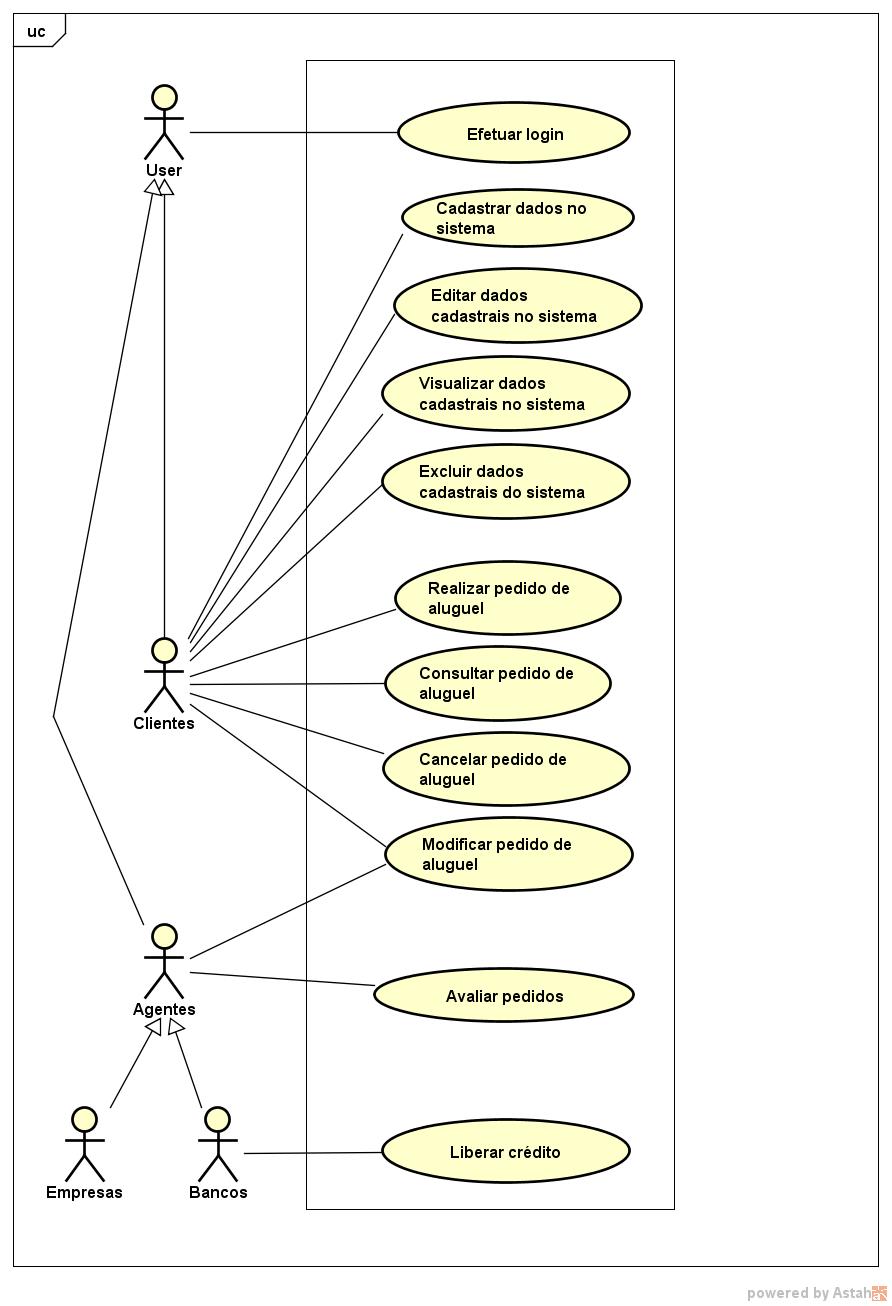 uc
User
Efetuar login
Cadastrar dados no
sistema
Editar dados
cadastrais no sistema
Visualizar dados
cadastrais no sistema
Excluir dados
cadastrais do sistema
Realizar pedido de
aluguel
Clientes
Consultar pedido de
aluguel
Cancelar pedido de
aluguel
Modificar pedido de
aluguel
Agentes
Avaliar pedidos
Empresas
Bancos
Liberar crédito
powered by Astah